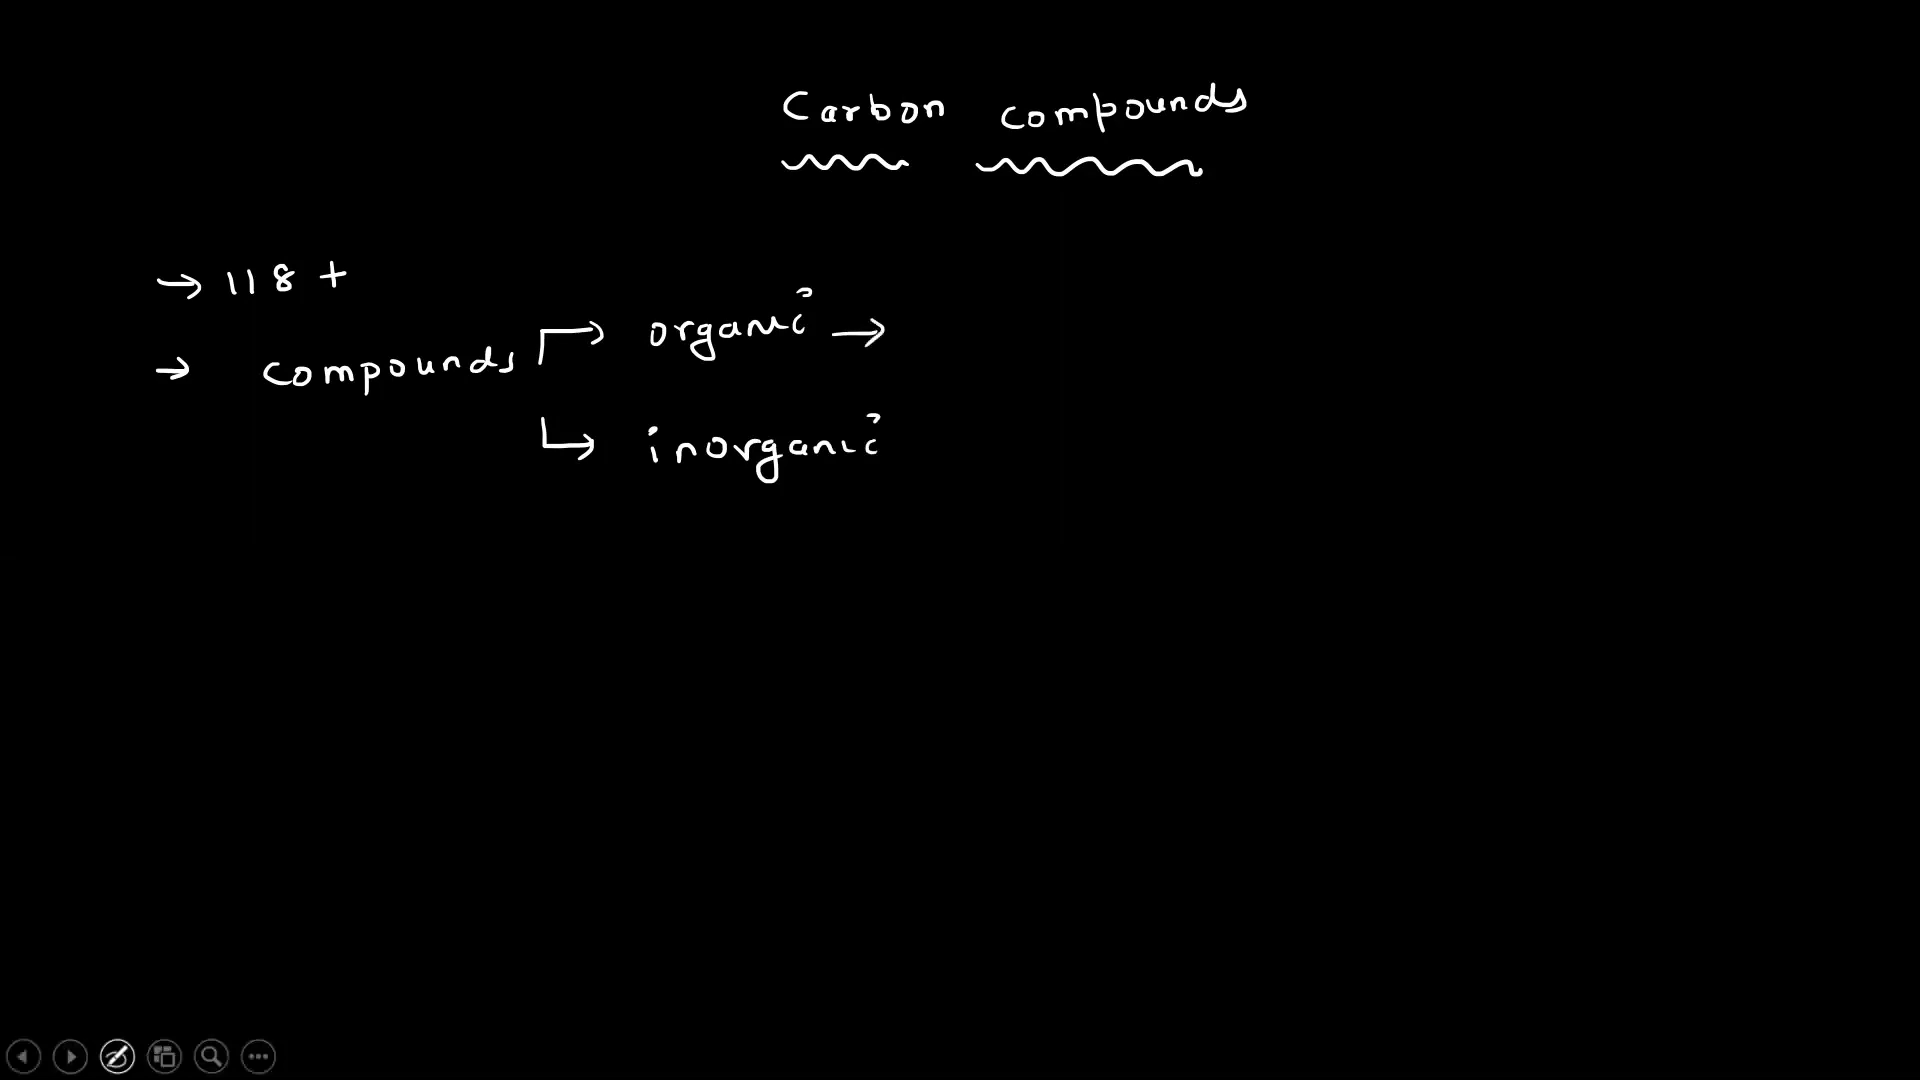 Carbon compounds
→ 118 +
→ compounds → organic →
→ inorganic